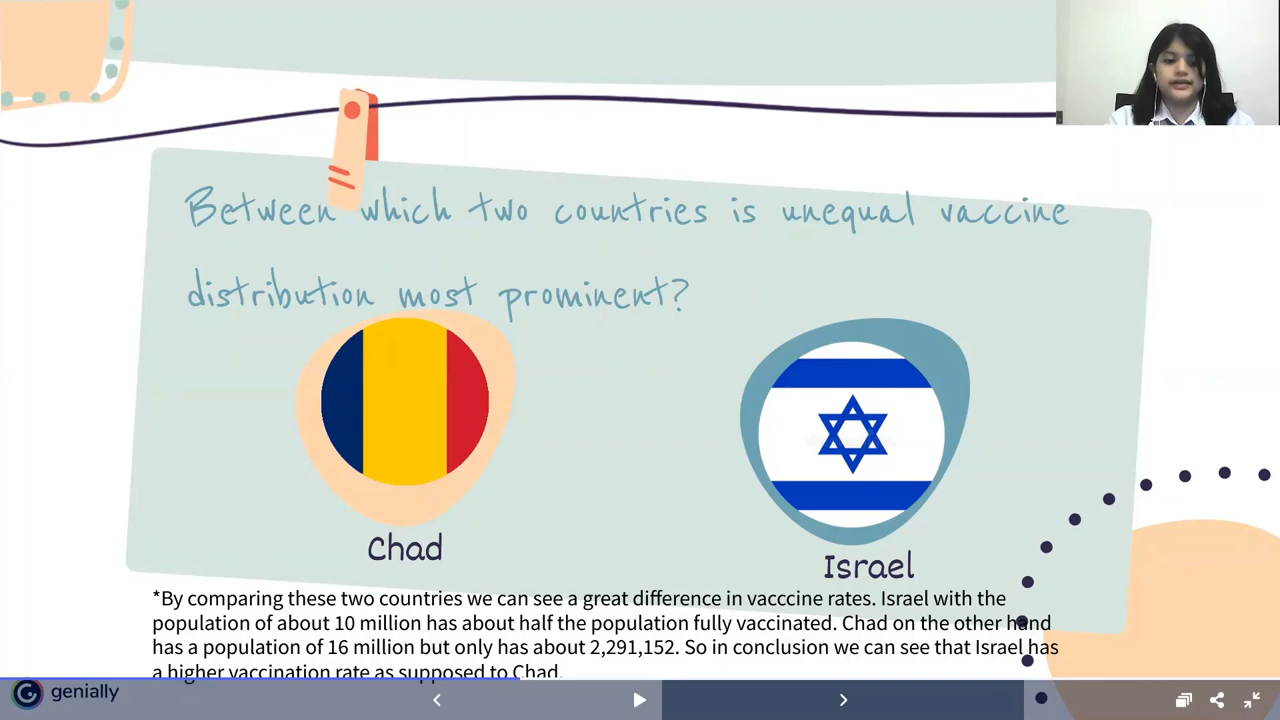 Between which two countries is unequal vaccine
distribution most prominent?
Chad
Israel
*By comparing these two countries we can see a great difference in vacccine rates. Israel with the
population of about 10 million has about half the population fully vaccinated. Chad on the other hand
has a population of 16 million but only has about 2,291,152. So in conclusion we can see that Israel has
a higher vaccination rate as supposed to Chad.
genially